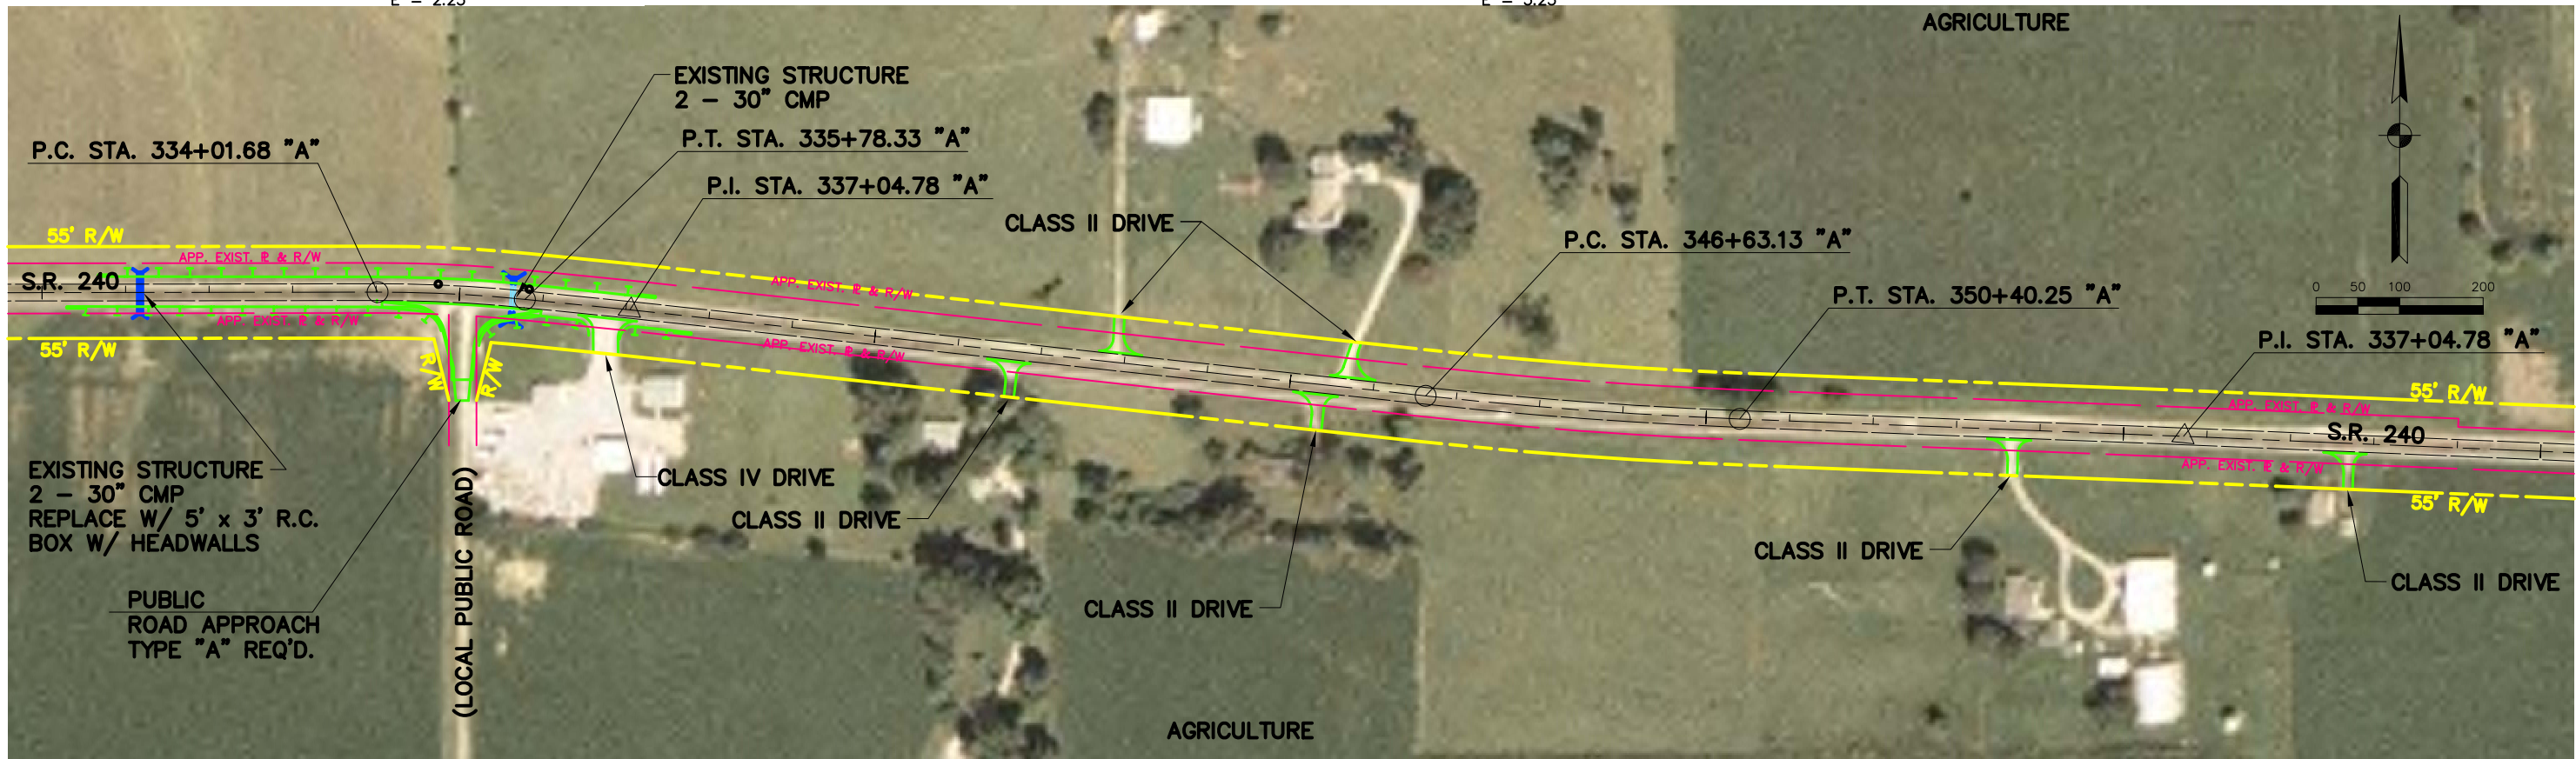 AGRICULTURE
EXISTING STRUCTURE
2 - 30" CMP
P.C. STA. 334+01.68 "A"
P.T. STA. 335+78.33 "A"
P.I. STA. 337+04.78 "A"
CLASS II DRIVE
P.C. STA. 346+63.13 "A"
P.T. STA. 350+40.25 "A"
0 50 100 200
P.I. STA. 337+04.78 "A"
55' R/W
APP. EXIST. ⅊ & R/W
S.R. 240
APP. EXIST. ⅊ & R/W
55' R/W
R/W
R/W
APP. EXIST. ⅊ & R/W
APP. EXIST. ⅊ & R/W
55' R/W
APP. EXIST. ⅊ & R/W
S.R. 240
APP. EXIST. ⅊ & R/W
55' R/W
EXISTING STRUCTURE
2 - 30" CMP
REPLACE W/ 5' x 3' R.C.
BOX W/ HEADWALLS
PUBLIC
ROAD APPROACH
TYPE "A" REQ'D.
(LOCAL PUBLIC ROAD)
CLASS IV DRIVE
CLASS II DRIVE
CLASS II DRIVE
CLASS II DRIVE
CLASS II DRIVE
AGRICULTURE